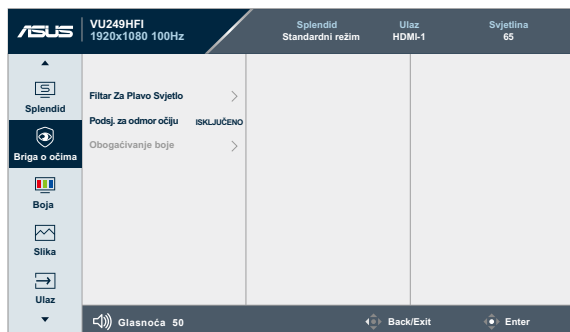 ASUS
VU249HFI
1920x1080 100Hz
Splendid
Standardni režim
Ulaz
HDMI-1
Svjetlina
65
Splendid
Briga o očima
Boja
Slika
Ulaz
Filtar Za Plavo Svjetlo
Podsj. za odmor očiju ISKLJUČENO
Obogaćivanje boje
Glasnoća 50
Back/Exit
Enter